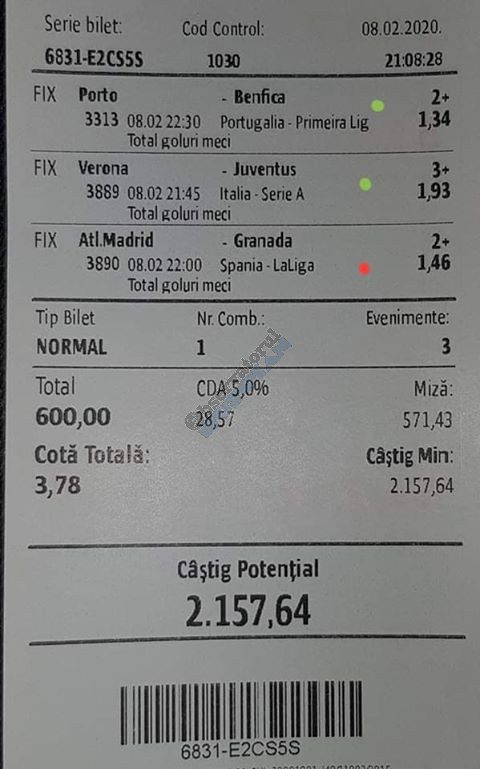 Serie bilet: Cod Control: 08.02.2020.
6831-E2CS5S 1030 21:08:28
FIX Porto - Benfica 2+
3313 08.02 22:30 Portugalia - Primeira Lig 1,34
Total goluri meci
FIX Verona - Juventus 3+
3889 08.02 21:45 Italia - Serie A 1,93
Total goluri meci
FIX Atl.Madrid - Granada 2+
3890 08.02 22:00 Spania - LaLiga 1,46
Total goluri meci
Tip Bilet Nr. Comb.: Evenimente:
NORMAL 1 3
Total CDA 5,0% Miză:
600,00 28,57 571,43
Observatorul
Cotă Totală: Câştig Min:
3,78 2.157,64
Câştig Potenţial
2.157,64
6831-E2CS5S